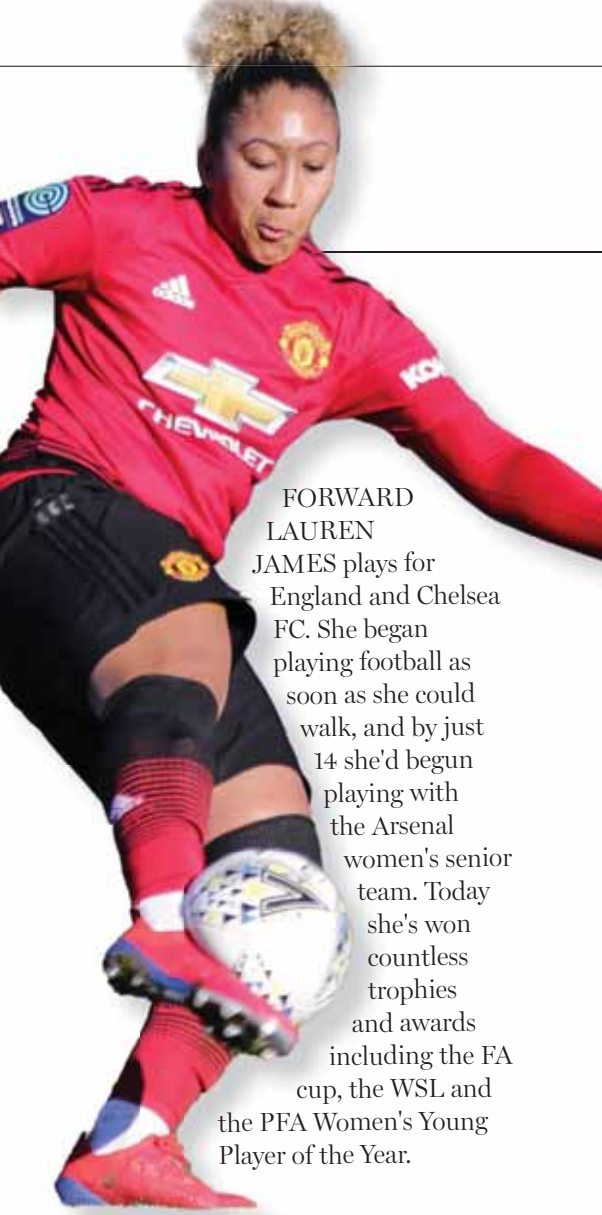 adidas
CHEVROLET
FORWARD
LAUREN
JAMES plays for
England and Chelsea
FC. She began
playing football as
soon as she could
walk, and by just
14 she'd begun
playing with
the Arsenal
women's senior
team. Today
she's won
countless
trophies
and awards
including the FA
cup, the WSL and
the PFA Women's Young
Player of the Year.